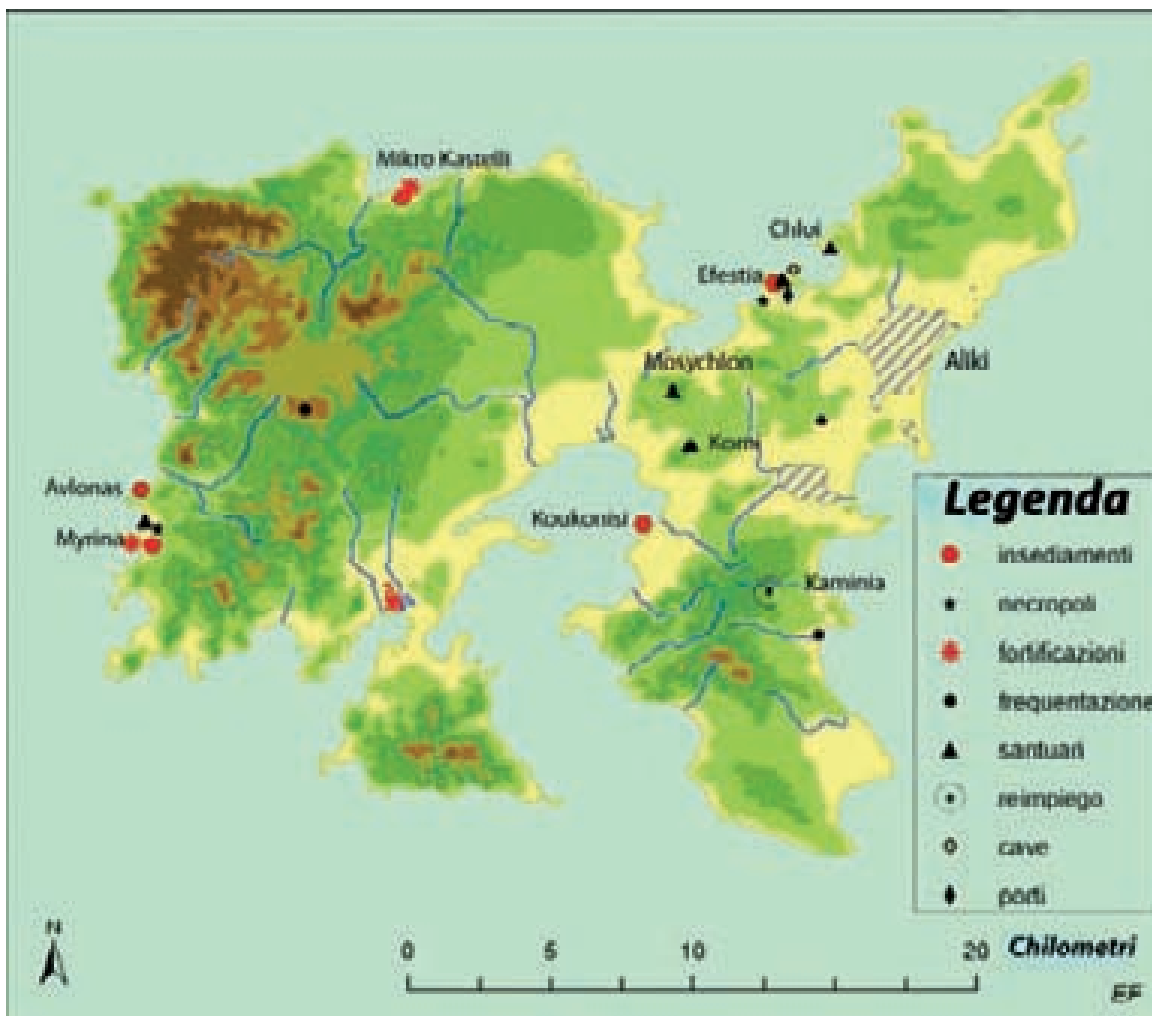 Mikro Kastelli
Chlui
Efestia
Mosychlon
Aliki
Komi
Avlonas
Koukonisi
Myrina
Kaminia
Legenda
insediamenti
necropoli
fortificazioni
frequentazione
santuari
reimpiego
cave
porti
N
0 5 10 20 Chilometri
EF